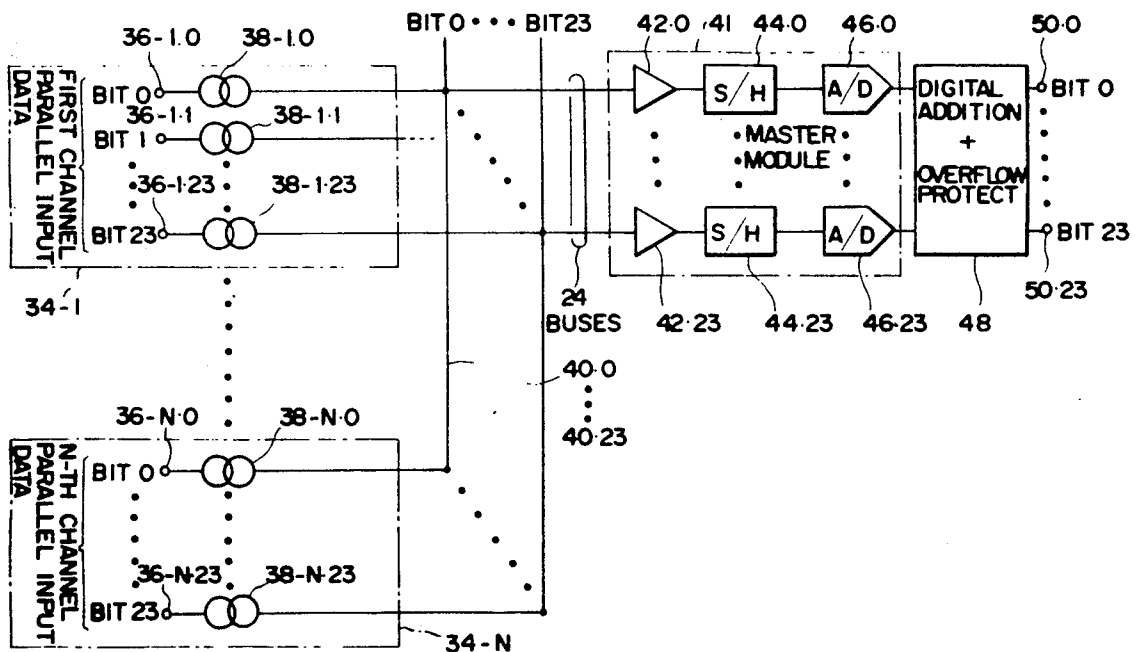 BIT 0 • • • • BIT23
36-1.0
38-1.0
42.0
41
44.0
46.0
50.0
FIRST CHANNEL
PARALLEL INPUT
DATA
BIT 0
36-1.1
BIT 1
38-1.1
36-1.23
38-1.23
BIT23
34-1
S/H
A/D
MASTER
MODULE
S/H
A/D
DIGITAL
ADDITION
+
OVERFLOW
PROTECT
BIT 0
BIT 23
50.23
24
BUSES
42.23
44.23
46.23
48
40.0
40.23
36-N.0
38-N.0
N-TH CHANNEL
PARALLEL INPUT
DATA
BIT 0
36-N.23
38-N.23
BIT 23
34-N